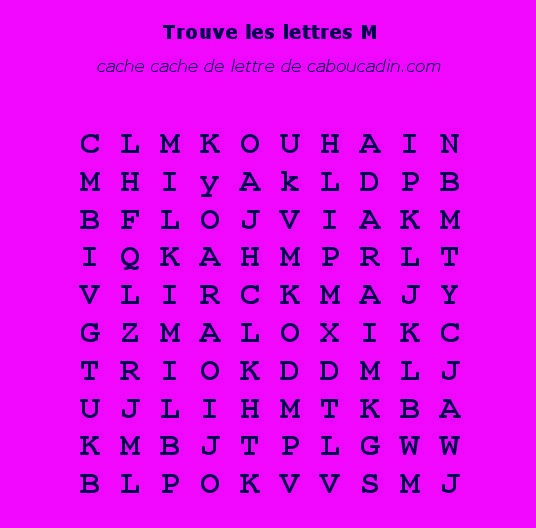 Trouve les lettres M
cache cache de lettre de caboucadin.com
C L M K O U H A I N
M H I y A k L D P B
B F L O J V I A K M
I Q K A H M P R L T
V L I R C K M A J Y
G Z M A L O X I K C
T R I O K D D M L J
U J L I H M T K B A
K M B J T P L G W W
B L P O K V V S M J